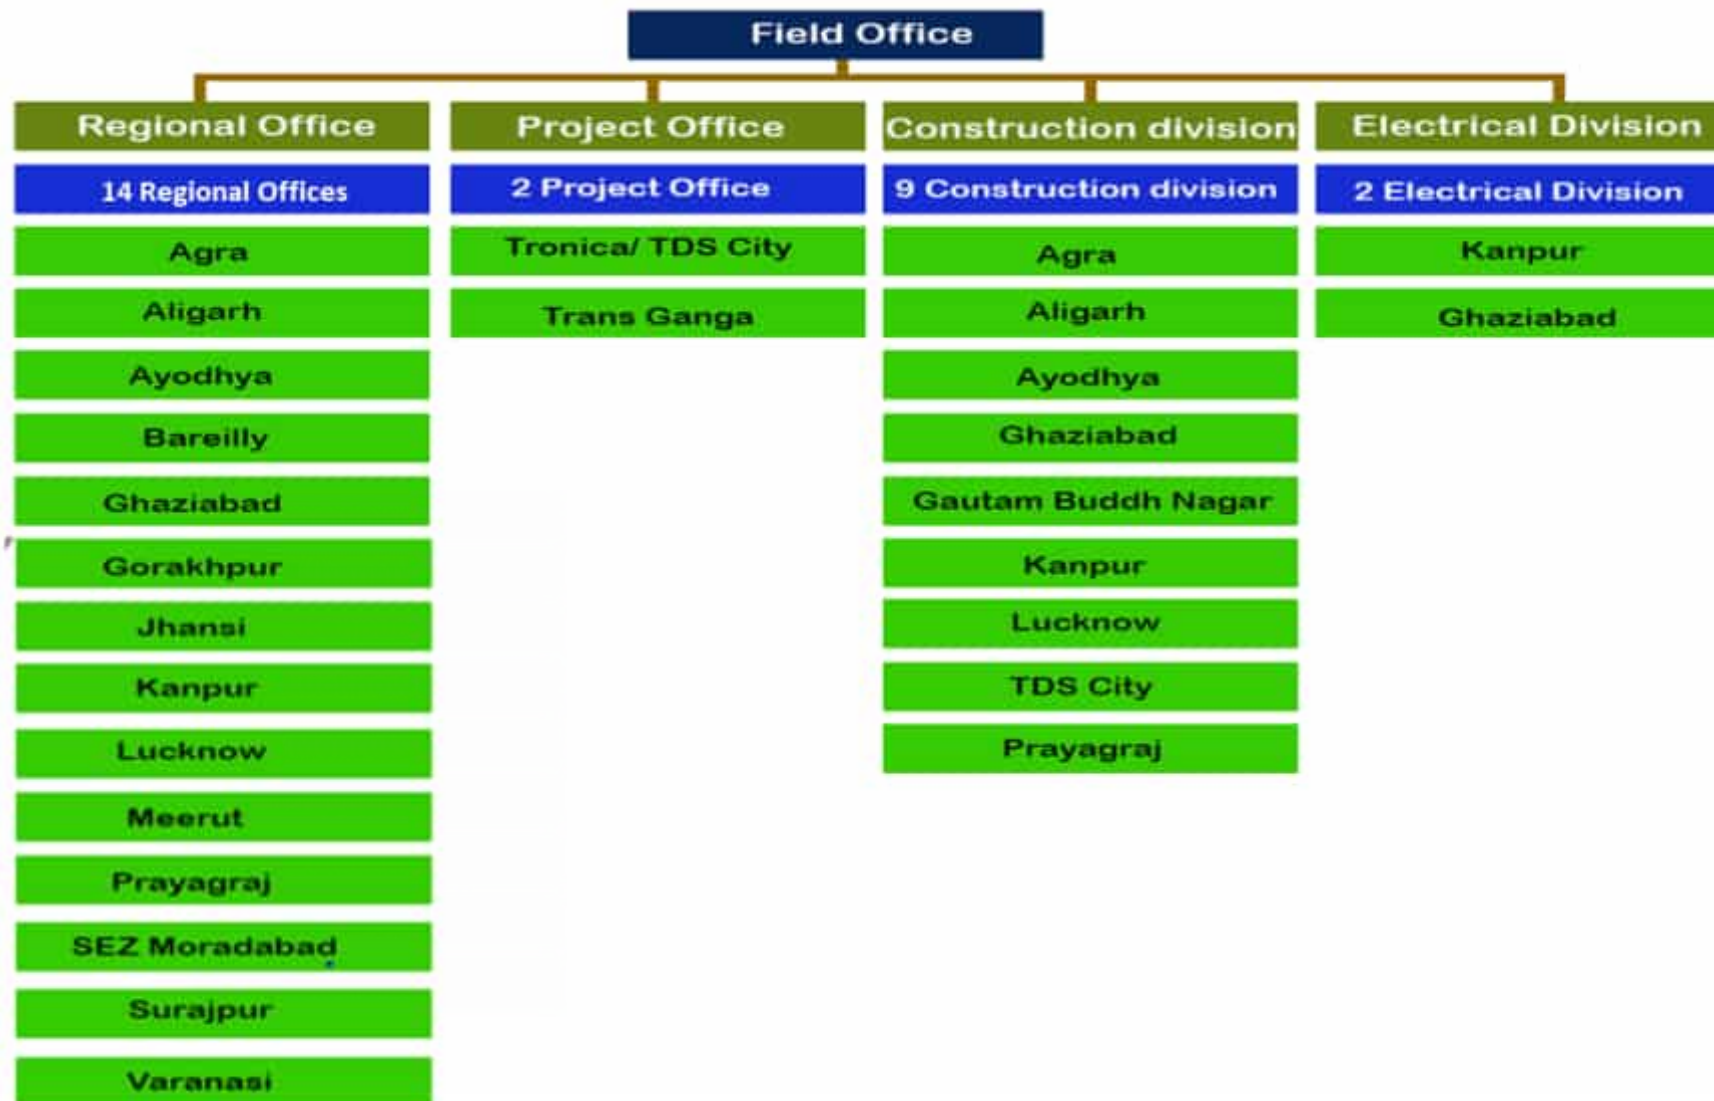 Field Office
Regional Office
14 Regional Offices
Agra
Aligarh
Ayodhya
Bareilly
Ghaziabad
Gorakhpur
Jhansi
Kanpur
Lucknow
Meerut
Prayagraj
SEZ Moradabad
Surajpur
Varanasi
Project Office
2 Project Office
Tronica/ TDS City
Trans Ganga
Construction division
9 Construction division
Agra
Aligarh
Ayodhya
Ghaziabad
Gautam Buddh Nagar
Kanpur
Lucknow
TDS City
Prayagraj
Electrical Division
2 Electrical Division
Kanpur
Ghaziabad